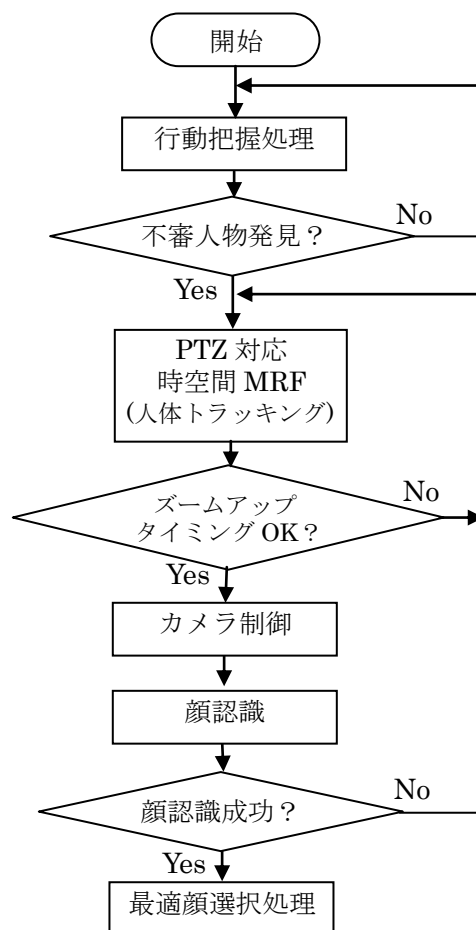 開始
行動把握処理
不審人物発見？
No
Yes
PTZ 対応
時空間 MRF
(人体トラッキング)
ズームアップ
タイミング OK？
No
Yes
カメラ制御
顔認識
顔認識成功？
No
Yes
最適顔選択処理